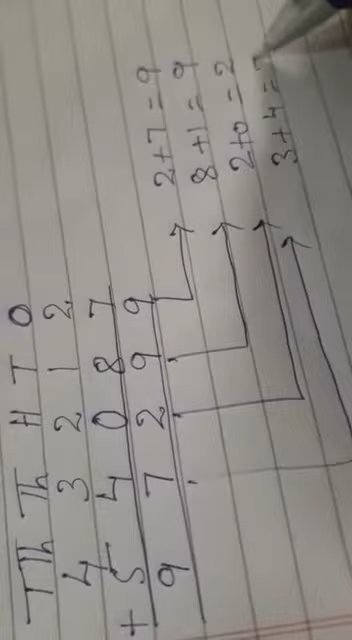 TTh Th H T O
4 3 2 1 2
+ 5 4 0 8 7
9 7 2 9 9
2+7=9
8+1=9
2+0=2
3+4=7